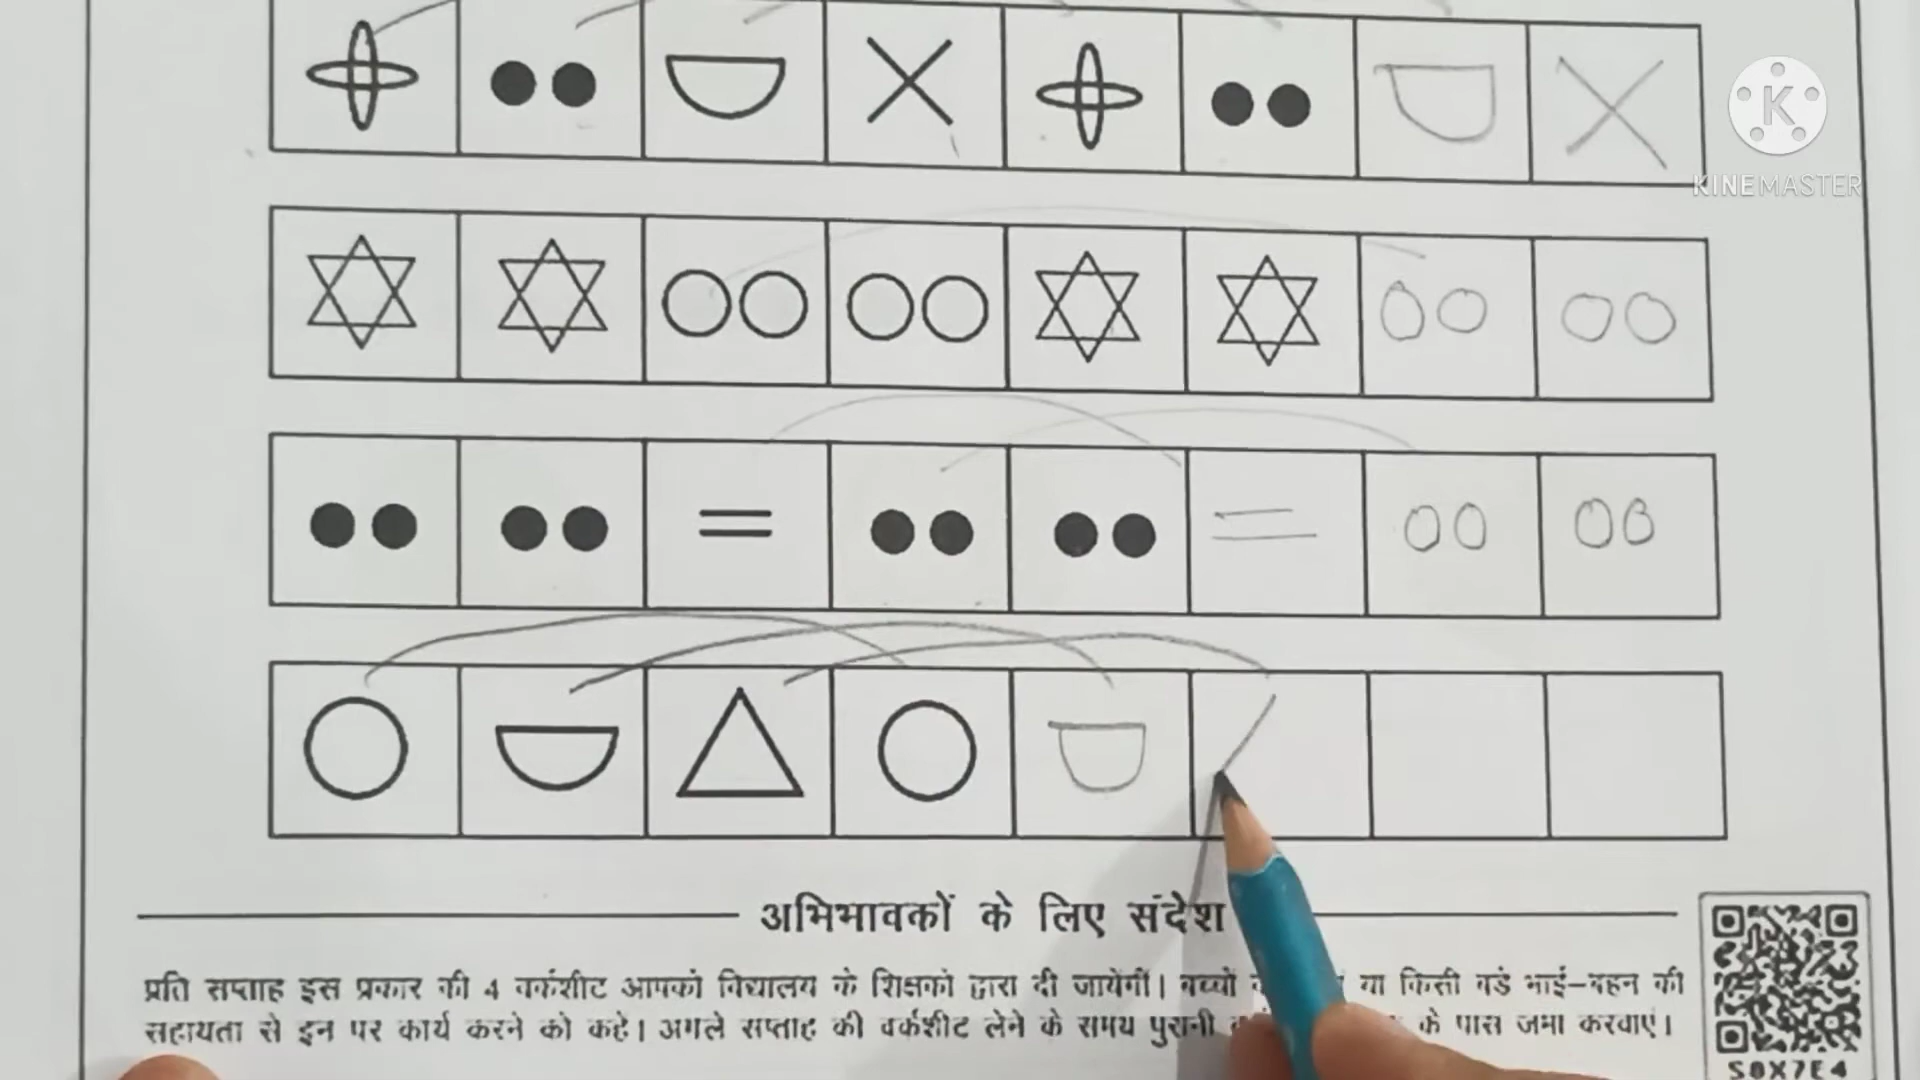 KINEMASTER
अभिभावकों के लिए संदेश
प्रति सप्ताह इस प्रकार की 4 वर्कशीट आपको विद्यालय के शिक्षको द्वारा दी जायेगी। बच्चो या किसी बडे भाई-बहन की
सहायता से इन पर कार्य करने को कहे। अगले सप्ताह की वर्कशीट लेने के समय पुरानी के पास जमा करवाएं।
S8X7E4